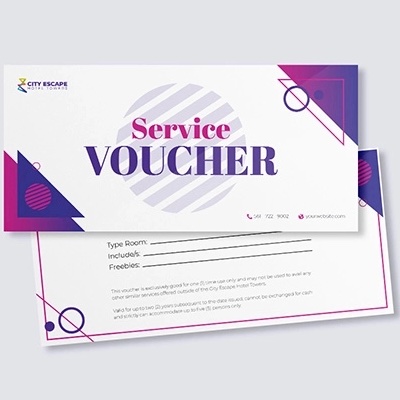 CITY ESCAPE
HOTEL TOWERS
Service
VOUCHER
561 - 722 - 9002
yourwebsite.com
Type Room:
Include/s:
Freebies:
This voucher is exclusively good for one (1) time use only and may not be used to avail any
other similar services offered outside of the City Escape Hotel Towers.
Valid for up to two (2) years subsequent to the date issued, cannot be exchanged for cash
and strictly can accommodate up to five (5) persons only.